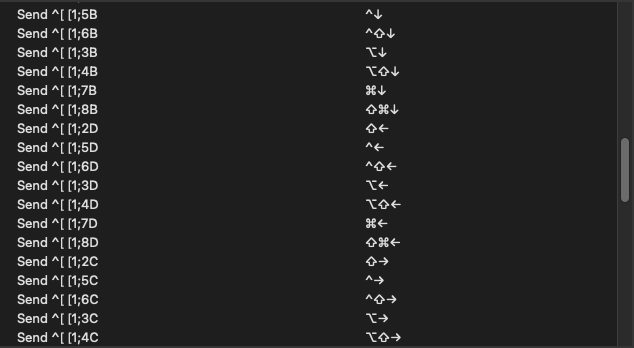 Send ^[ [1;5B ^↓
Send ^[ [1;6B ^⇧↓
Send ^[ [1;3B ⌥↓
Send ^[ [1;4B ⌥⇧↓
Send ^[ [1;7B ⌘↓
Send ^[ [1;8B ⇧⌘↓
Send ^[ [1;2D ⇧←
Send ^[ [1;5D ^←
Send ^[ [1;6D ^⇧←
Send ^[ [1;3D ⌥←
Send ^[ [1;4D ⌥⇧←
Send ^[ [1;7D ⌘←
Send ^[ [1;8D ⇧⌘←
Send ^[ [1;2C ⇧→
Send ^[ [1;5C ^→
Send ^[ [1;6C ^⇧→
Send ^[ [1;3C ⌥→
Send ^[ [1;4C ⌥⇧→